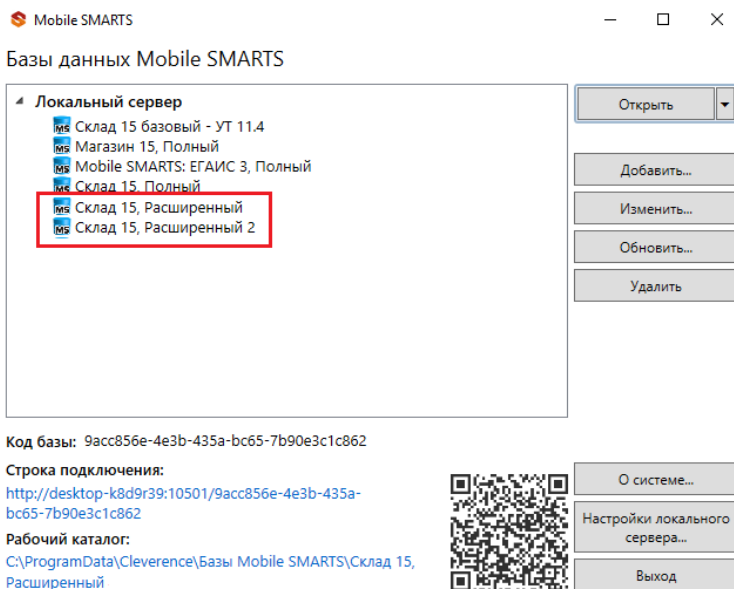 Mobile SMARTS
Базы данных Mobile SMARTS
Локальный сервер
Склад 15 базовый - УТ 11.4
Магазин 15, Полный
Mobile SMARTS: ЕГАИС 3, Полный
Склад 15, Полный
Склад 15, Расширенный
Склад 15, Расширенный 2
Открыть
Добавить...
Изменить...
Обновить...
Удалить
Код базы: 9acc856e-4e3b-435a-bc65-7b90e3c1c862
Строка подключения:
http://desktop-k8d9r39:10501/9acc856e-4e3b-435a-
bc65-7b90e3c1c862
Рабочий каталог:
C:\ProgramData\Cleverence\Базы Mobile SMARTS\Склад 15,
Расширенный
О системе...
Настройки локального
сервера...
Выход